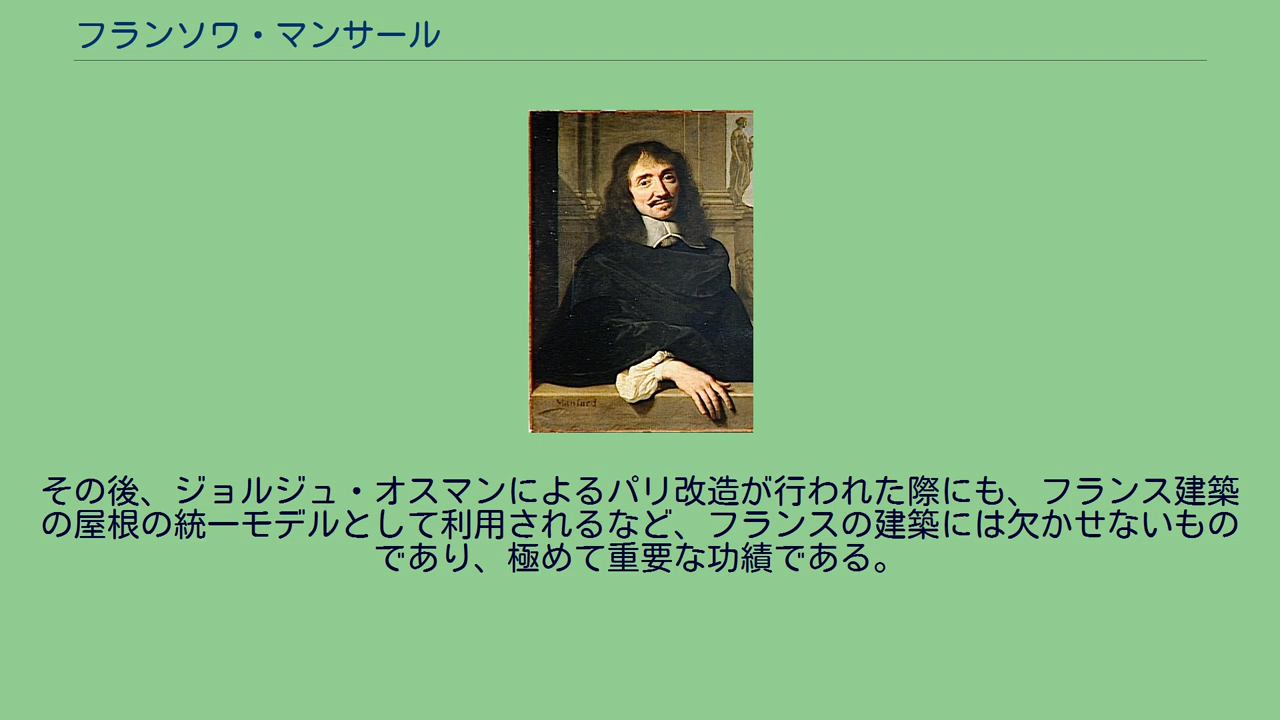 フランソワ・マンサール
Mansard
その後、ジョルジュ・オスマンによるパリ改造が行われた際にも、フランス建築
の屋根の統一モデルとして利用されるなど、フランスの建築には欠かせないもの
であり、極めて重要な功績である。